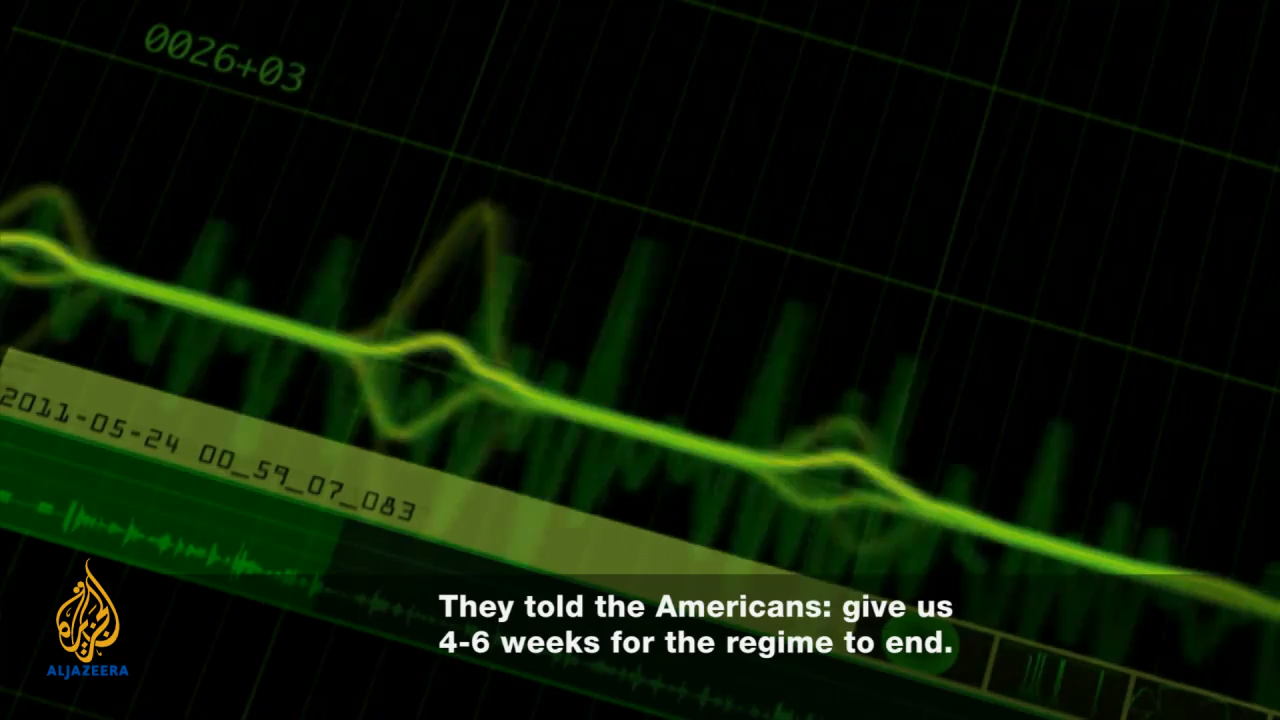 0026+03
2011-05-24 00_59_07_083
ALJAZEERA
They told the Americans: give us
4-6 weeks for the regime to end.